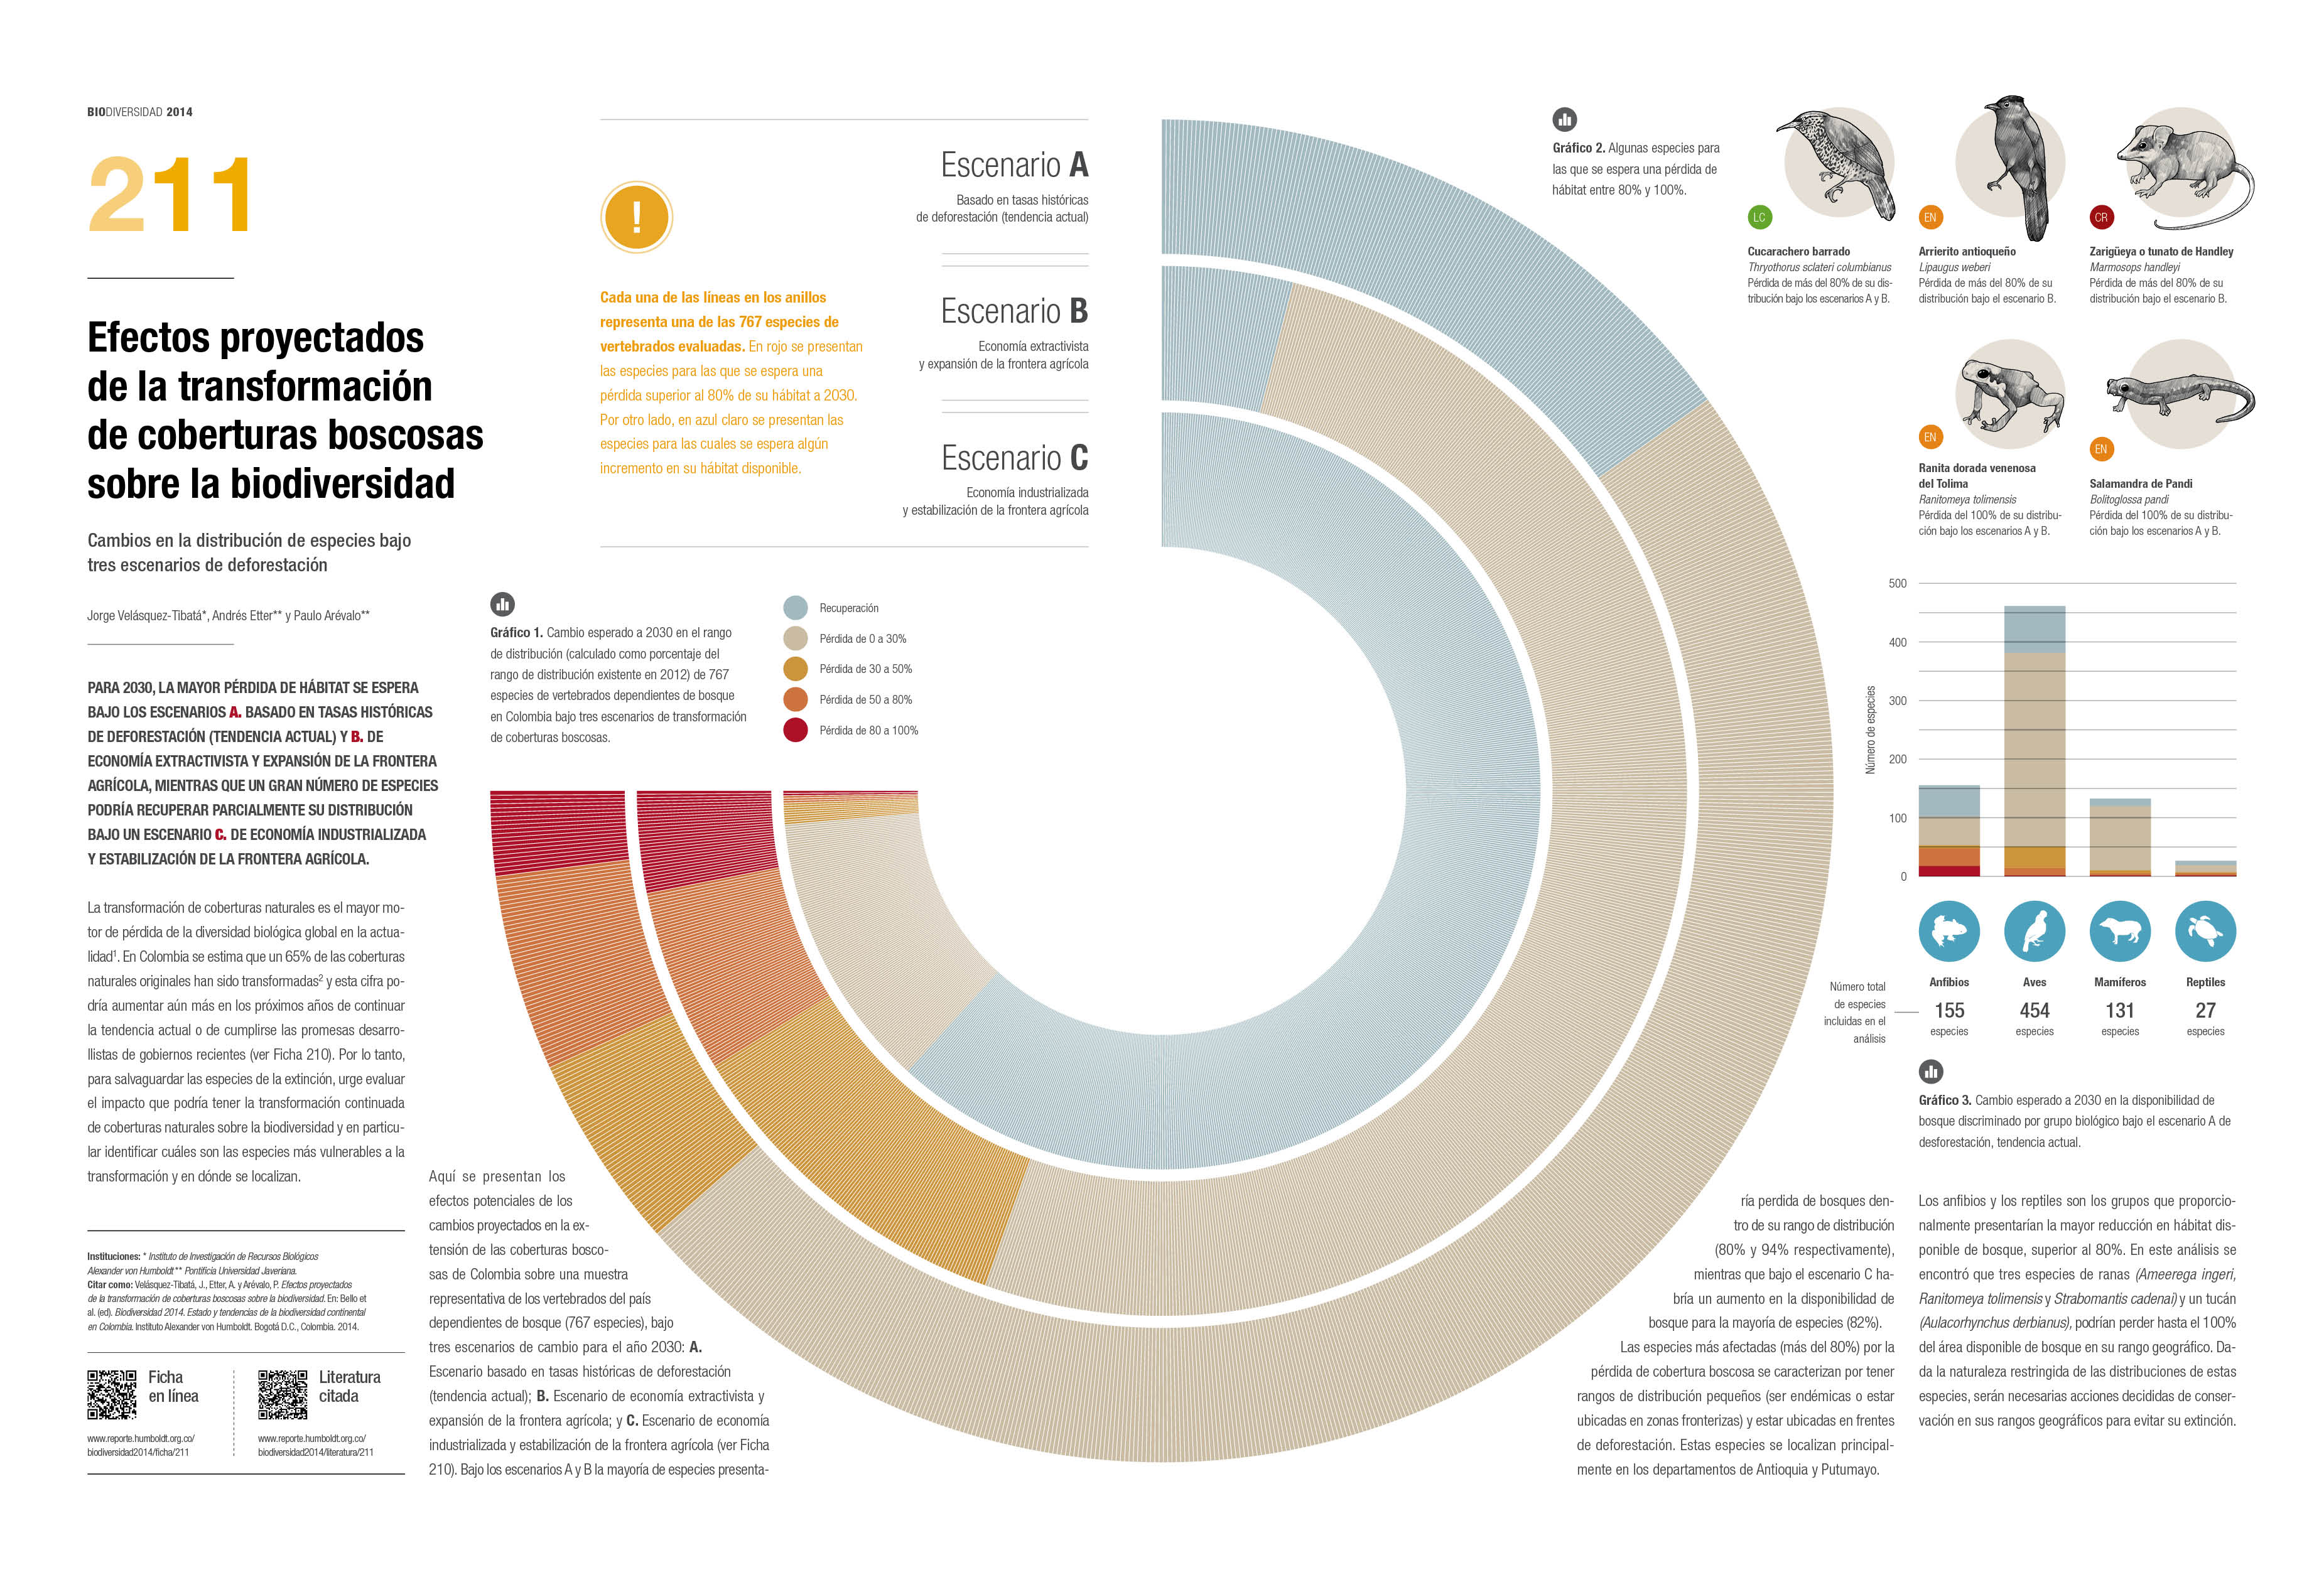 BIODIVERSIDAD 2014
211
Efectos proyectados
de la transformación
de coberturas boscosas
sobre la biodiversidad
Cambios en la distribución de especies bajo
tres escenarios de deforestación
Jorge Velásquez-Tibatá*, Andrés Etter** y Paulo Arévalo**
PARA 2030, LA MAYOR PÉRDIDA DE HÁBITAT SE ESPERA
BAJO LOS ESCENARIOS A. BASADO EN TASAS HISTÓRICAS
DE DEFORESTACIÓN (TENDENCIA ACTUAL) Y B. DE
ECONOMÍA EXTRACTIVISTA Y EXPANSIÓN DE LA FRONTERA
AGRÍCOLA, MIENTRAS QUE UN GRAN NÚMERO DE ESPECIES
PODRÍA RECUPERAR PARCIALMENTE SU DISTRIBUCIÓN
BAJO UN ESCENARIO C. DE ECONOMÍA INDUSTRIALIZADA
Y ESTABILIZACIÓN DE LA FRONTERA AGRÍCOLA.
La transformación de coberturas naturales es el mayor mo-
tor de pérdida de la diversidad biológica global en la actua-
lidad¹. En Colombia se estima que un 65% de las coberturas
naturales originales han sido transformadas² y esta cifra po-
dría aumentar aún más en los próximos años de continuar
la tendencia actual o de cumplirse las promesas desarro-
llistas de gobiernos recientes (ver Ficha 210). Por lo tanto,
para salvaguardar las especies de la extinción, urge evaluar
el impacto que podría tener la transformación continuada
de coberturas naturales sobre la biodiversidad y en particu-
lar identificar cuáles son las especies más vulnerables a la
transformación y en dónde se localizan.
Instituciones: * Instituto de Investigación de Recursos Biológicos
Alexander von Humboldt ** Pontificia Universidad Javeriana.
Citar como: Velásquez-Tibatá, J., Etter, A. y Arévalo, P. Efectos proyectados
de la transformación de coberturas boscosas sobre la biodiversidad. En: Bello et
al. (ed). Biodiversidad 2014. Estado y tendencias de la biodiversidad continental
en Colombia. Instituto Alexander von Humboldt. Bogotá D.C., Colombia. 2014.
Ficha
en línea
www.reporte.humboldt.org.co/
biodiversidad2014/ficha/211
Literatura
citada
www.reporte.humboldt.org.co/
biodiversidad2014/literatura/211
!
Cada una de las líneas en los anillos
representa una de las 767 especies de
vertebrados evaluadas. En rojo se presentan
las especies para las que se espera una
pérdida superior al 80% de su hábitat a 2030.
Por otro lado, en azul claro se presentan las
especies para las cuales se espera algún
incremento en su hábitat disponible.
Escenario A
Basado en tasas históricas
de deforestación (tendencia actual)
Escenario B
Economía extractivista
y expansión de la frontera agrícola
Escenario C
Economía industrializada
y estabilización de la frontera agrícola
Gráfico 1. Cambio esperado a 2030 en el rango
de distribución (calculado como porcentaje del
rango de distribución existente en 2012) de 767
especies de vertebrados dependientes de bosque
en Colombia bajo tres escenarios de transformación
de coberturas boscosas.
Recuperación
Pérdida de 0 a 30%
Pérdida de 30 a 50%
Pérdida de 50 a 80%
Pérdida de 80 a 100%
Aquí se presentan los
efectos potenciales de los
cambios proyectados en la ex-
tensión de las coberturas bosco-
sas de Colombia sobre una muestra
representativa de los vertebrados del país
dependientes de bosque (767 especies), bajo
tres escenarios de cambio para el año 2030: A.
Escenario basado en tasas históricas de deforestación
(tendencia actual); B. Escenario de economía extractivista y
expansión de la frontera agrícola; y C. Escenario de economía
industrializada y estabilización de la frontera agrícola (ver Ficha
210). Bajo los escenarios A y B la mayoría de especies presenta-
ría perdida de bosques den-
tro de su rango de distribución
(80% y 94% respectivamente),
mientras que bajo el escenario C ha-
bría un aumento en la disponibilidad de
bosque para la mayoría de especies (82%).
Las especies más afectadas (más del 80%) por la
pérdida de cobertura boscosa se caracterizan por tener
rangos de distribución pequeños (ser endémicas o estar
ubicadas en zonas fronterizas) y estar ubicadas en frentes
de deforestación. Estas especies se localizan principal-
mente en los departamentos de Antioquia y Putumayo.
Gráfico 2. Algunas especies para
las que se espera una pérdida de
hábitat entre 80% y 100%.
LC
Cucarachero barrado
Thryothorus sclateri columbianus
Pérdida de más del 80% de su dis-
tribución bajo los escenarios A y B.
EN
Arrierito antioqueño
Lipaugus weberi
Pérdida de más del 80% de su
distribución bajo el escenario B.
CR
Zarigüeya o tunato de Handley
Marmosops handleyi
Pérdida de más del 80% de su
distribución bajo el escenario B.
EN
Ranita dorada venenosa
del Tolima
Ranitomeya tolimensis
Pérdida del 100% de su distribu-
ción bajo los escenarios A y B.
EN
Salamandra de Pandi
Bolitoglossa pandi
Pérdida del 100% de su distribu-
ción bajo los escenarios A y B.
Número de especies
500
400
300
200
100
0
Número total
de especies
incluidas en el
análisis
Anfibios
155
especies
Aves
454
especies
Mamíferos
131
especies
Reptiles
27
especies
Gráfico 3. Cambio esperado a 2030 en la disponibilidad de
bosque discriminado por grupo biológico bajo el escenario A de
desforestación, tendencia actual.
Los anfibios y los reptiles son los grupos que proporcio-
nalmente presentarían la mayor reducción en hábitat dis-
ponible de bosque, superior al 80%. En este análisis se
encontró que tres especies de ranas (Ameerega ingeri,
Ranitomeya tolimensis y Strabomantis cadenai) y un tucán
(Aulacorhynchus derbianus), podrían perder hasta el 100%
del área disponible de bosque en su rango geográfico. Da-
da la naturaleza restringida de las distribuciones de estas
especies, serán necesarias acciones decididas de conser-
vación en sus rangos geográficos para evitar su extinción.